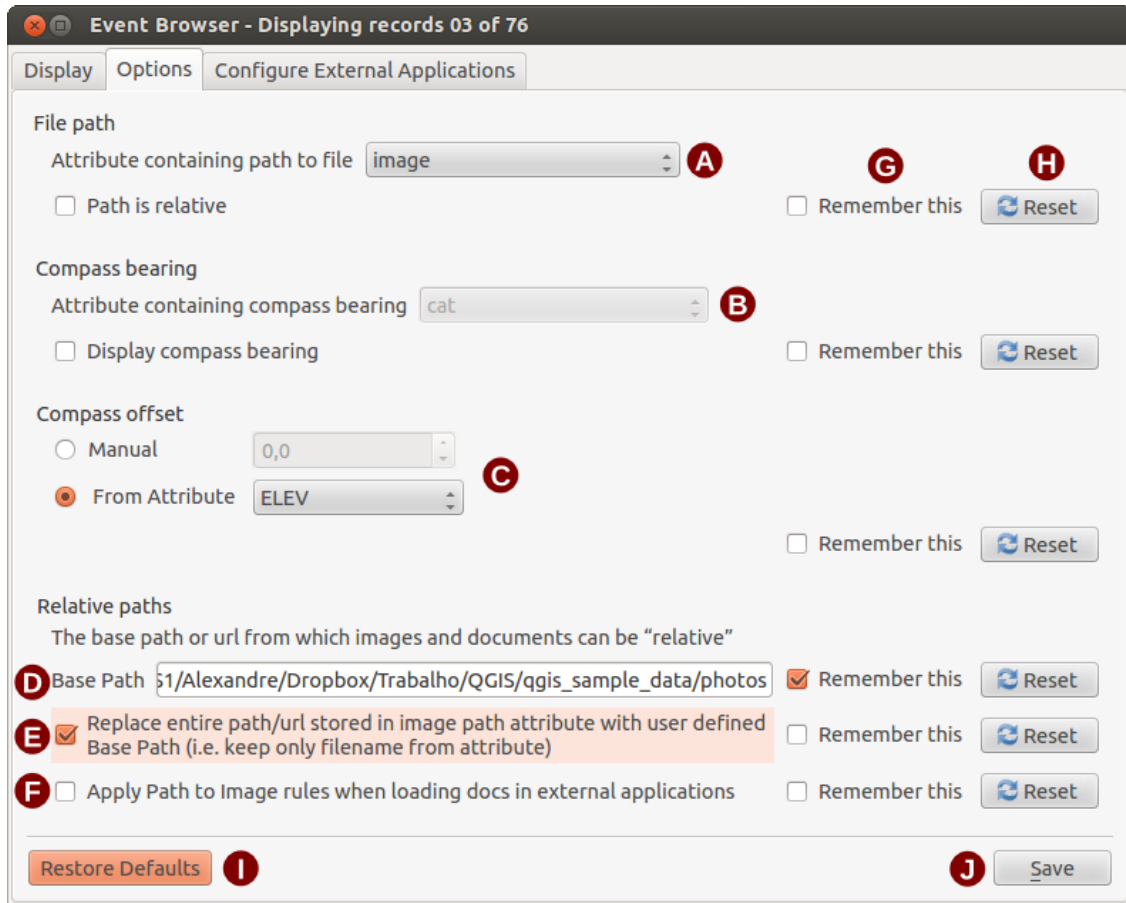 Event Browser - Displaying records 03 of 76
Display Options Configure External Applications
File path
Attribute containing path to file image A G H
Path is relative Remember this Reset
Compass bearing
Attribute containing compass bearing cat B
Display compass bearing Remember this Reset
Compass offset
Manual 0,0
C
From Attribute ELEV
Remember this Reset
Relative paths
The base path or url from which images and documents can be “relative”
D Base Path 51/Alexandre/Dropbox/Trabalho/QGIS/qgis_sample_data/photos Remember this Reset
E Replace entire path/url stored in image path attribute with user defined
Base Path (i.e. keep only filename from attribute) Remember this Reset
F Apply Path to Image rules when loading docs in external applications Remember this Reset
Restore Defaults I J Save